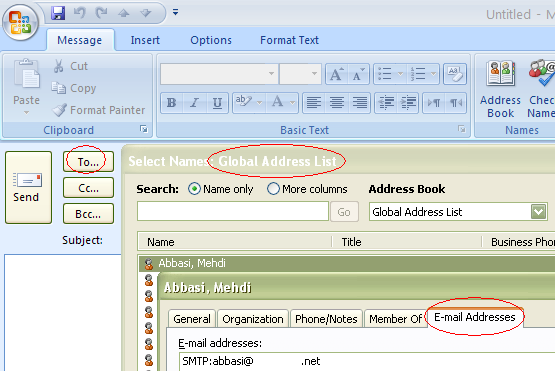 Untitled - M
Message Insert Options Format Text
Paste
Cut
Copy
Format Painter
Clipboard
B I U
Basic Text
Address Book
Check Names
Names
Send
To...
Cc...
Bcc...
Subject:
Select Names: Global Address List
Search: Name only More columns Address Book
Go Global Address List
Name Title Business Phon
Abbasi, Mehdi
Abbasi, Mehdi
General Organization Phone/Notes Member Of E-mail Addresses
E-mail addresses:
SMTP:abbasi@ .net